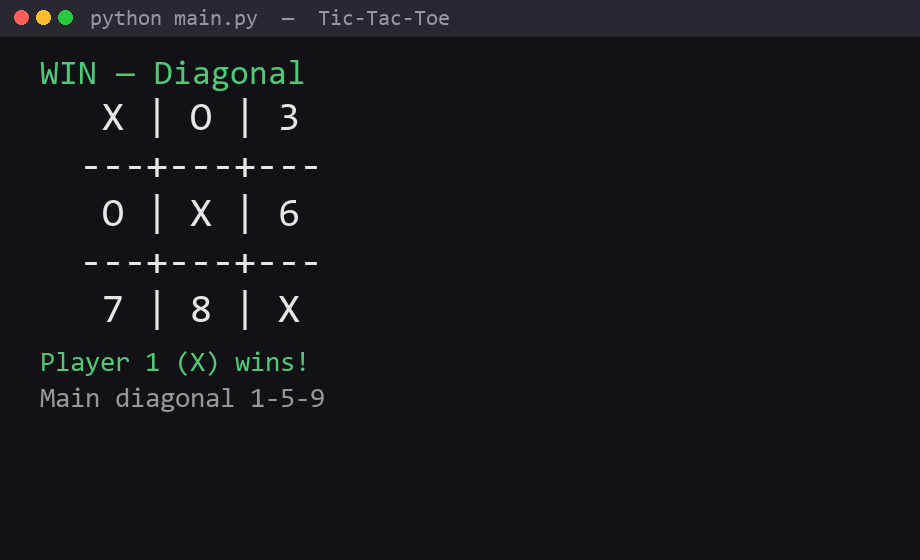 python main.py — Tic-Tac-Toe
WIN — Diagonal
X | O | 3
---+---+---
O | X | 6
---+---+---
7 | 8 | X
Player 1 (X) wins!
Main diagonal 1-5-9